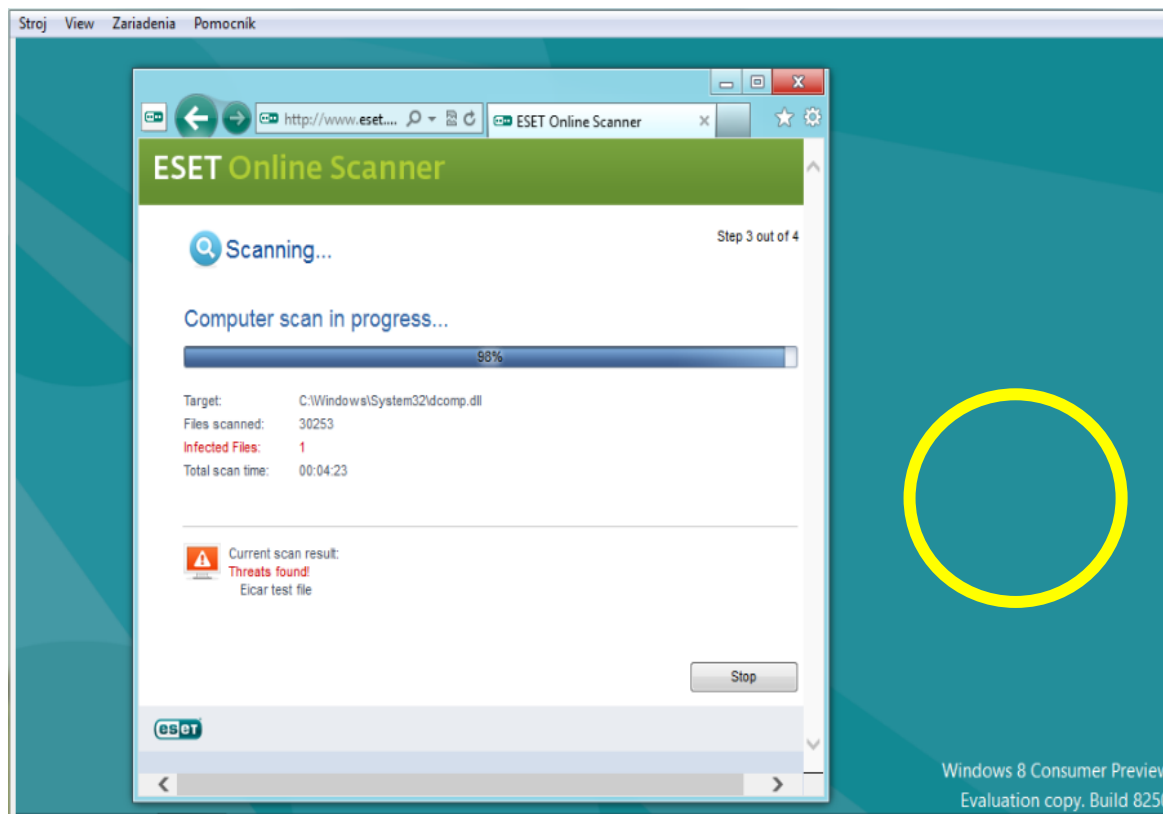 Stroj View Zariadenia Pomocník
http://www.eset.... ESET Online Scanner
ESET Online Scanner
Step 3 out of 4
Scanning...
Computer scan in progress...
98%
Target: C:\Windows\System32\dcomp.dll
Files scanned: 30253
Infected Files: 1
Total scan time: 00:04:23
Current scan result:
Threats found!
Eicar test file
Stop
eseT
Windows 8 Consumer Preview
Evaluation copy. Build 8250